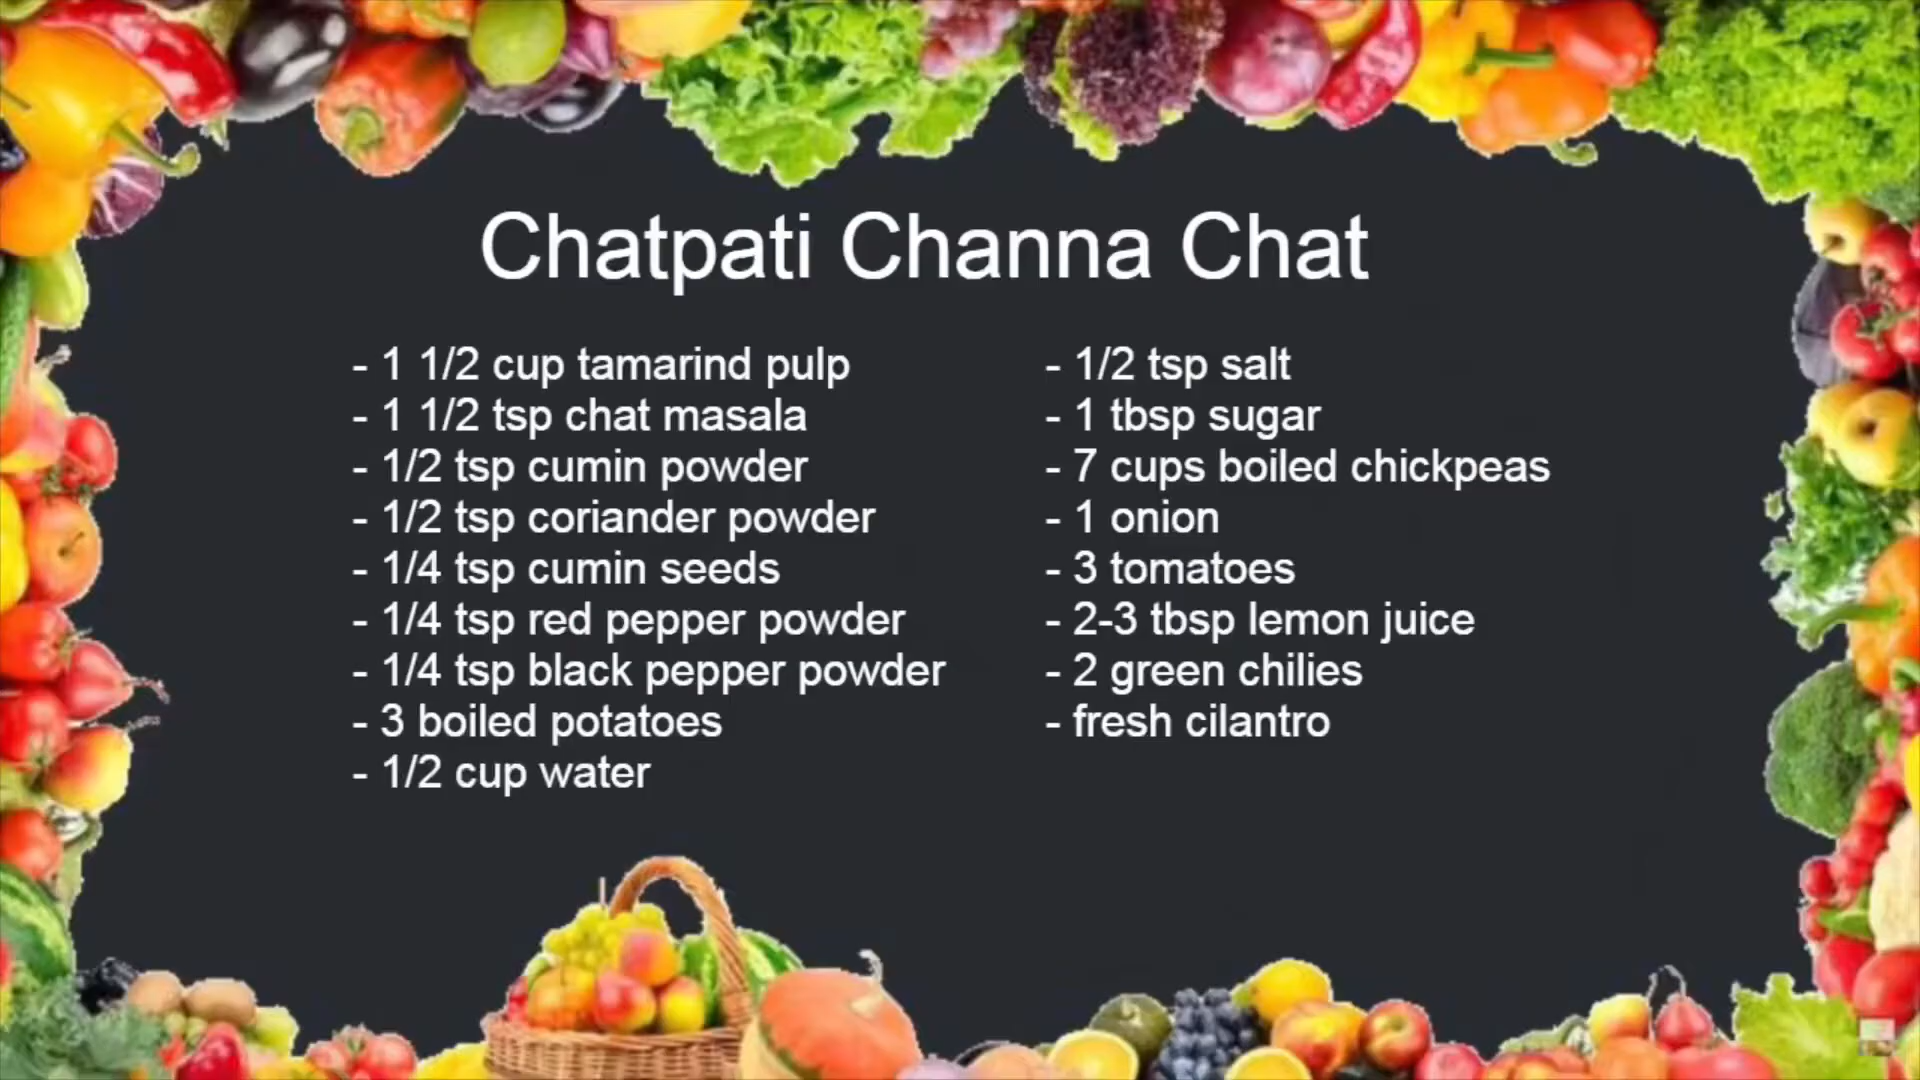 Chatpati Channa Chat
- 1 1/2 cup tamarind pulp
- 1 1/2 tsp chat masala
- 1/2 tsp cumin powder
- 1/2 tsp coriander powder
- 1/4 tsp cumin seeds
- 1/4 tsp red pepper powder
- 1/4 tsp black pepper powder
- 3 boiled potatoes
- 1/2 cup water
- 1/2 tsp salt
- 1 tbsp sugar
- 7 cups boiled chickpeas
- 1 onion
- 3 tomatoes
- 2-3 tbsp lemon juice
- 2 green chilies
- fresh cilantro